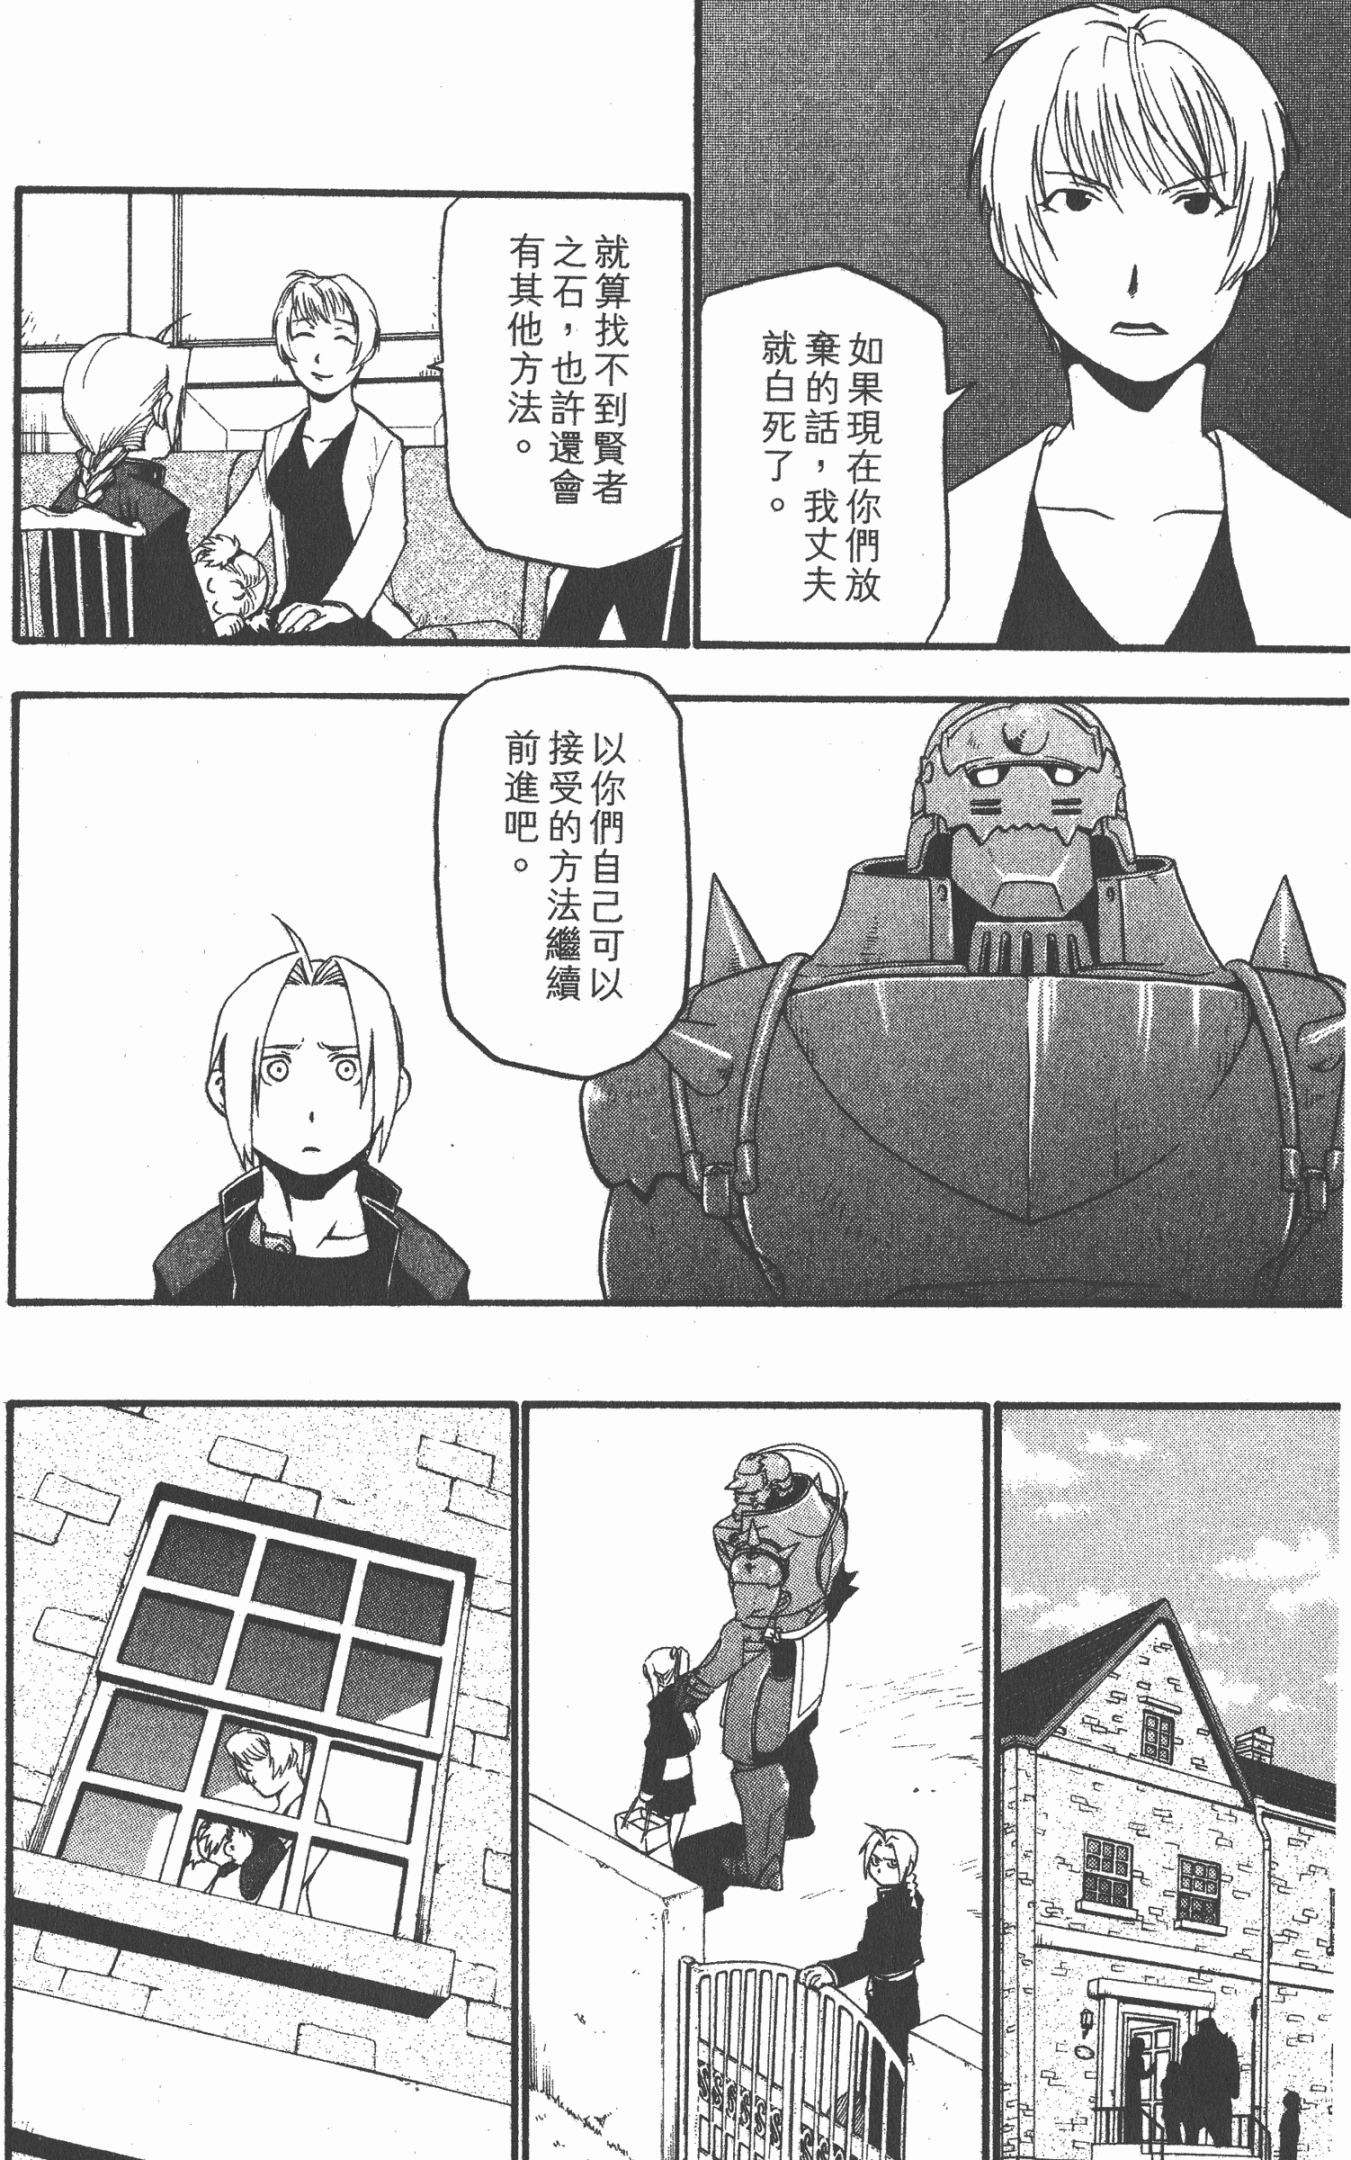 如果現在你們放
棄的話，我丈夫
就白死了。
就算找不到賢者
之石，也許還會
有其他方法。
以你們自己可以
接受的方法繼續
前進吧。